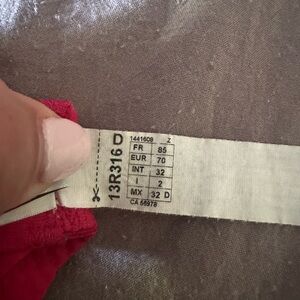 13R316 D
1441609 Z
FR 85
EUR 70
INT 32
I 2
MX 32 D
CA 56978